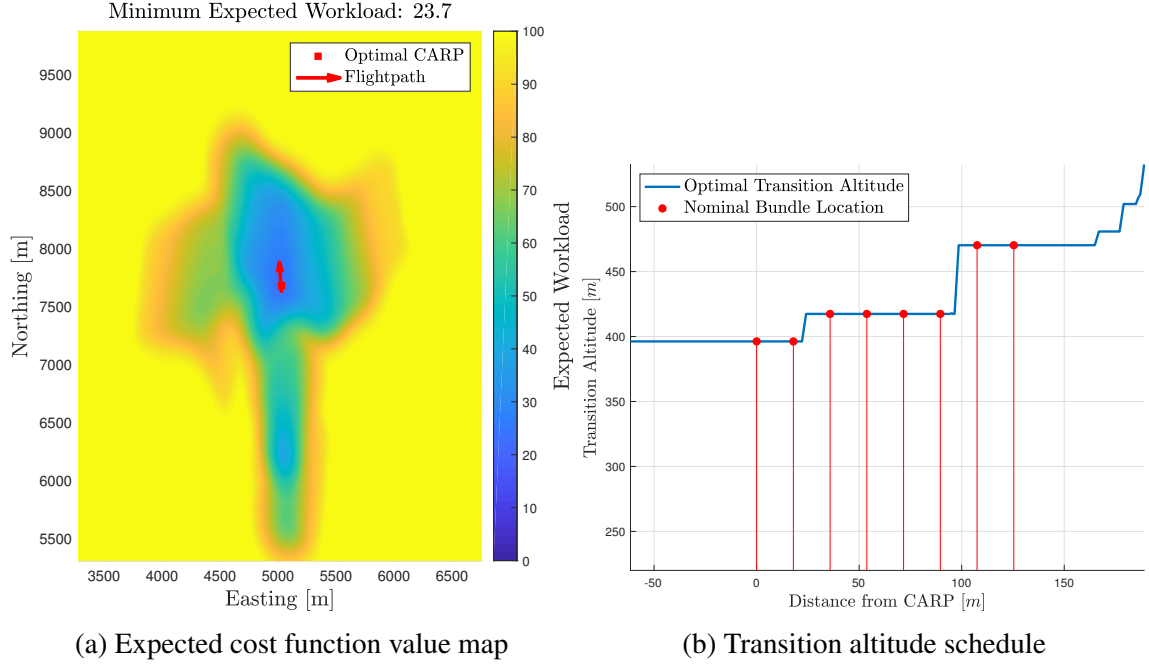 Minimum Expected Workload: 23.7
Optimal CARP
Flightpath
9500
9000
8500
8000
7500
7000
6500
6000
5500
Northing [m]
3500 4000 4500 5000 5500 6000 6500
Easting [m]
100
90
80
70
60
50
40
30
20
10
0
Expected Workload
(a) Expected cost function value map
Optimal Transition Altitude
Nominal Bundle Location
500
450
400
350
300
250
Transition Altitude [m]
-50 0 50 100 150
Distance from CARP [m]
(b) Transition altitude schedule